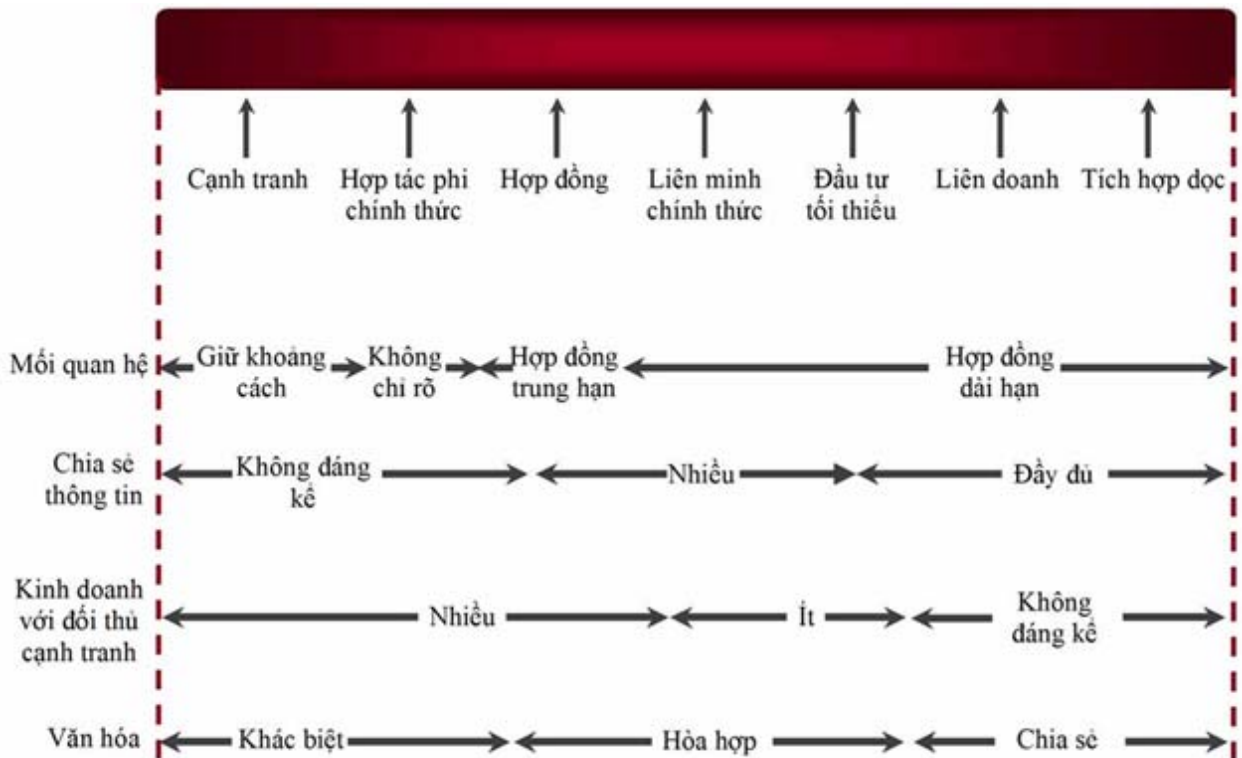 Cạnh tranh Hợp tác phi Hợp đồng Liên minh Đầu tư Liên doanh Tích hợp dọc
chính thức chính thức tối thiểu
Mối quan hệ Giữ khoảng Không Hợp đồng Hợp đồng
cách chỉ rõ trung hạn dài hạn
Chia sẻ Không đáng Nhiều Đầy đủ
thông tin kể
Kinh doanh Không
với đối thủ Nhiều Ít đáng kể
cạnh tranh
Văn hóa Khác biệt Hòa hợp Chia sẻ